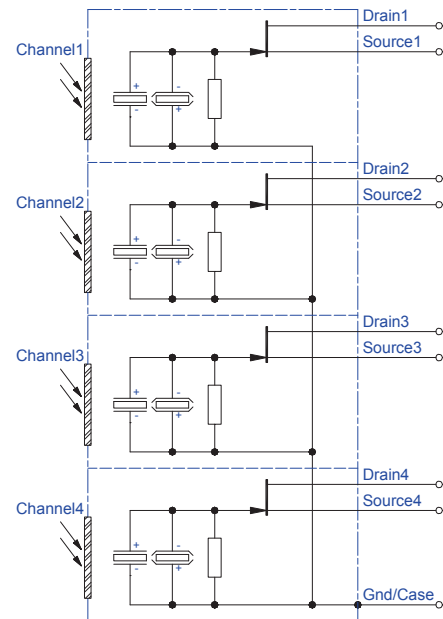 Drain1
Source1
Channel1
+ -
- +
Drain2
Source2
Channel2
+ -
- +
Drain3
Source3
Channel3
+ -
- +
Drain4
Source4
Channel4
+ -
- +
Gnd/Case